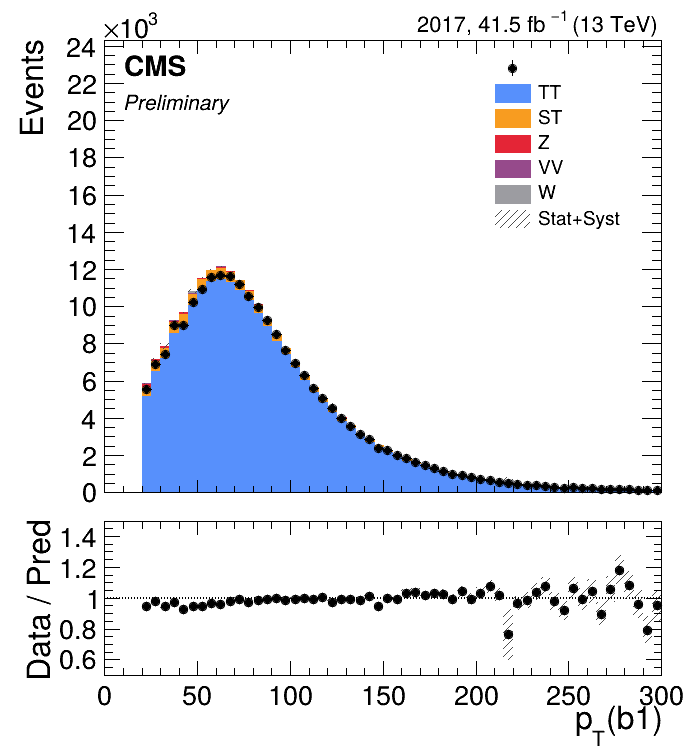 ×10³
2017, 41.5 fb⁻¹ (13 TeV)
CMS
Preliminary
Events
24
22
20
18
16
14
12
10
8
6
4
2
0
TT
ST
Z
VV
W
Stat+Syst
Data / Pred
1.4
1.2
1
0.8
0.6
0 50 100 150 200 250 300
p_T(b1)